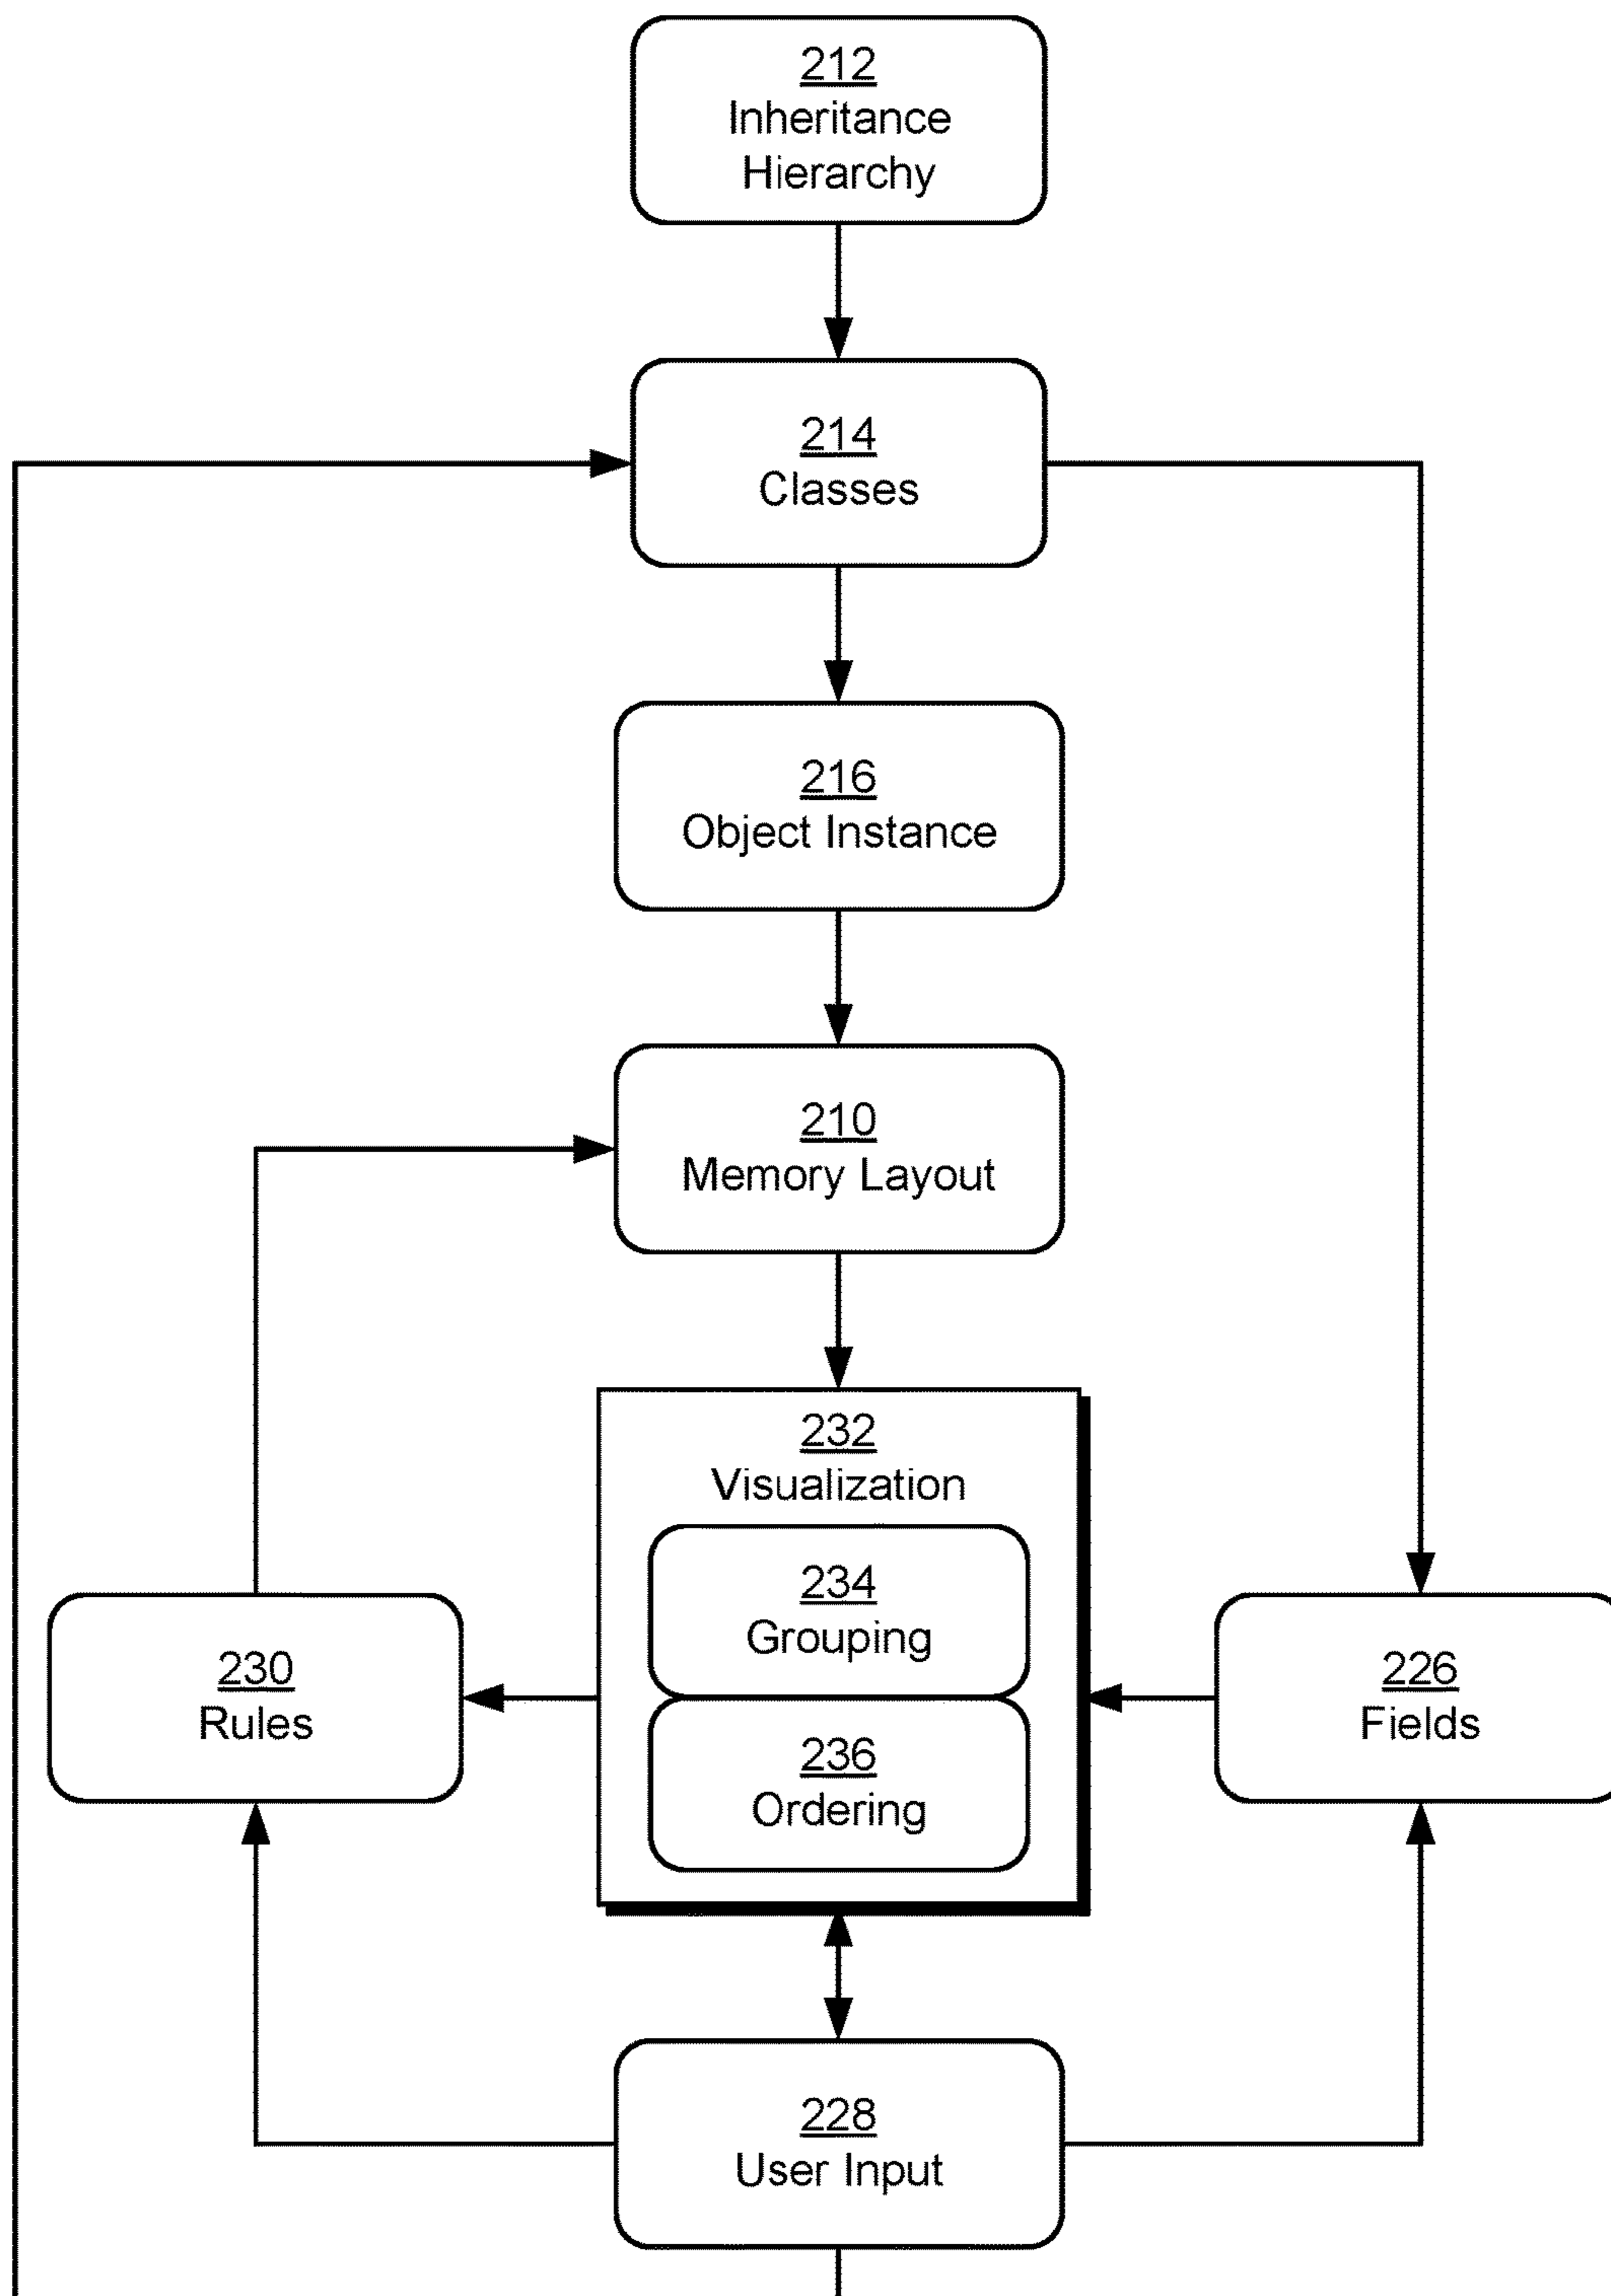 212
Inheritance
Hierarchy
214
Classes
216
Object Instance
210
Memory Layout
232
Visualization
234
Grouping
230
Rules
226
Fields
236
Ordering
228
User Input